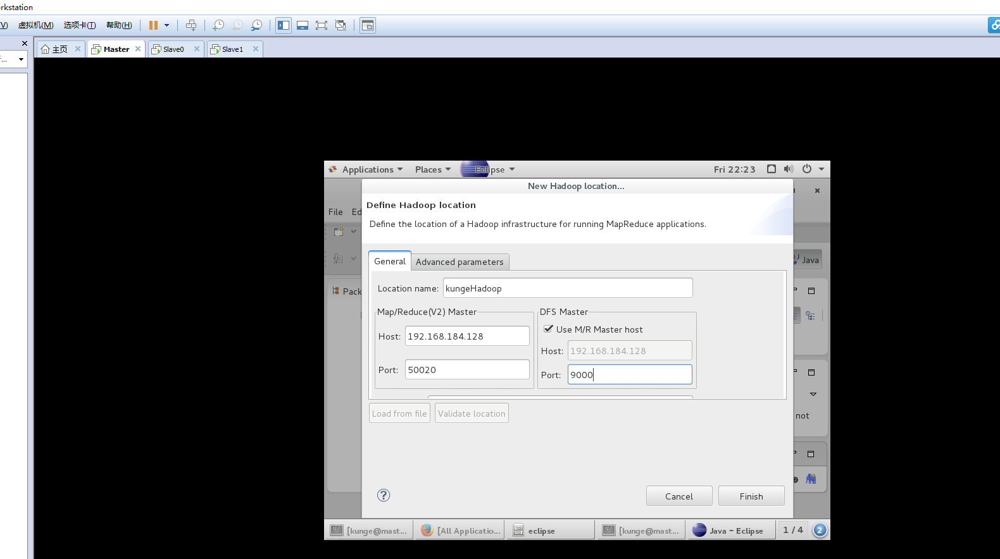 rkstation
(V) 虚拟机(M) 选项卡(T) 帮助(H)
主页 Master Slave0 Slave1
...
Applications Places Eclipse Fri 22:23
New Hadoop location...
Define Hadoop location
File Ed
Define the location of a Hadoop infrastructure for running MapReduce applications.
General Advanced parameters
Java
Location name: kungeHadoop
Pack
Map/Reduce(V2) Master DFS Master
Use M/R Master host
Host: 192.168.184.128
Host: 192.168.184.128
Port: 50020
Port: 9000
Load from file Validate location
not
Cancel Finish
[kunge@mast... [All Applicatio... eclipse [kunge@mast... Java - Eclipse 1 / 4 2